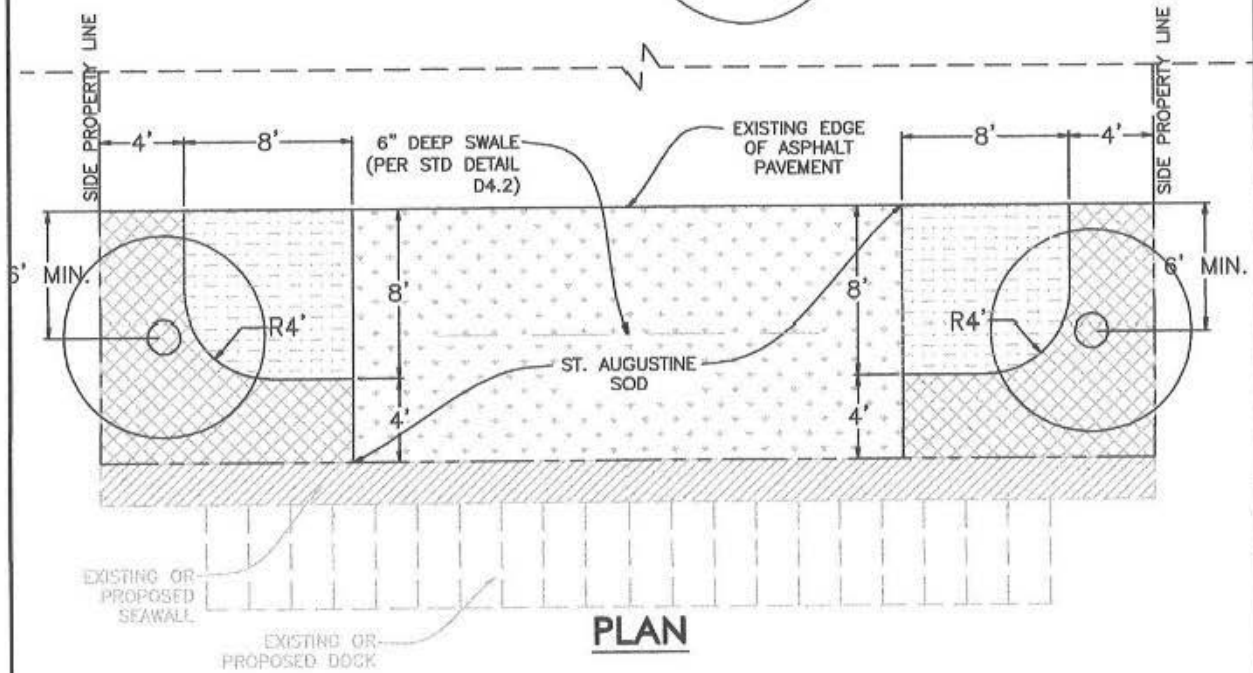 SIDE PROPERTY LINE
SIDE PROPERTY LINE
4'
8'
6" DEEP SWALE
(PER STD DETAIL
D4.2)
EXISTING EDGE
OF ASPHALT
PAVEMENT
8'
4'
6' MIN.
8'
8'
6' MIN.
R4'
R4'
ST. AUGUSTINE
SOD
4'
4'
EXISTING OR
PROPOSED
SEAWALL
EXISTING OR
PROPOSED DOCK
PLAN